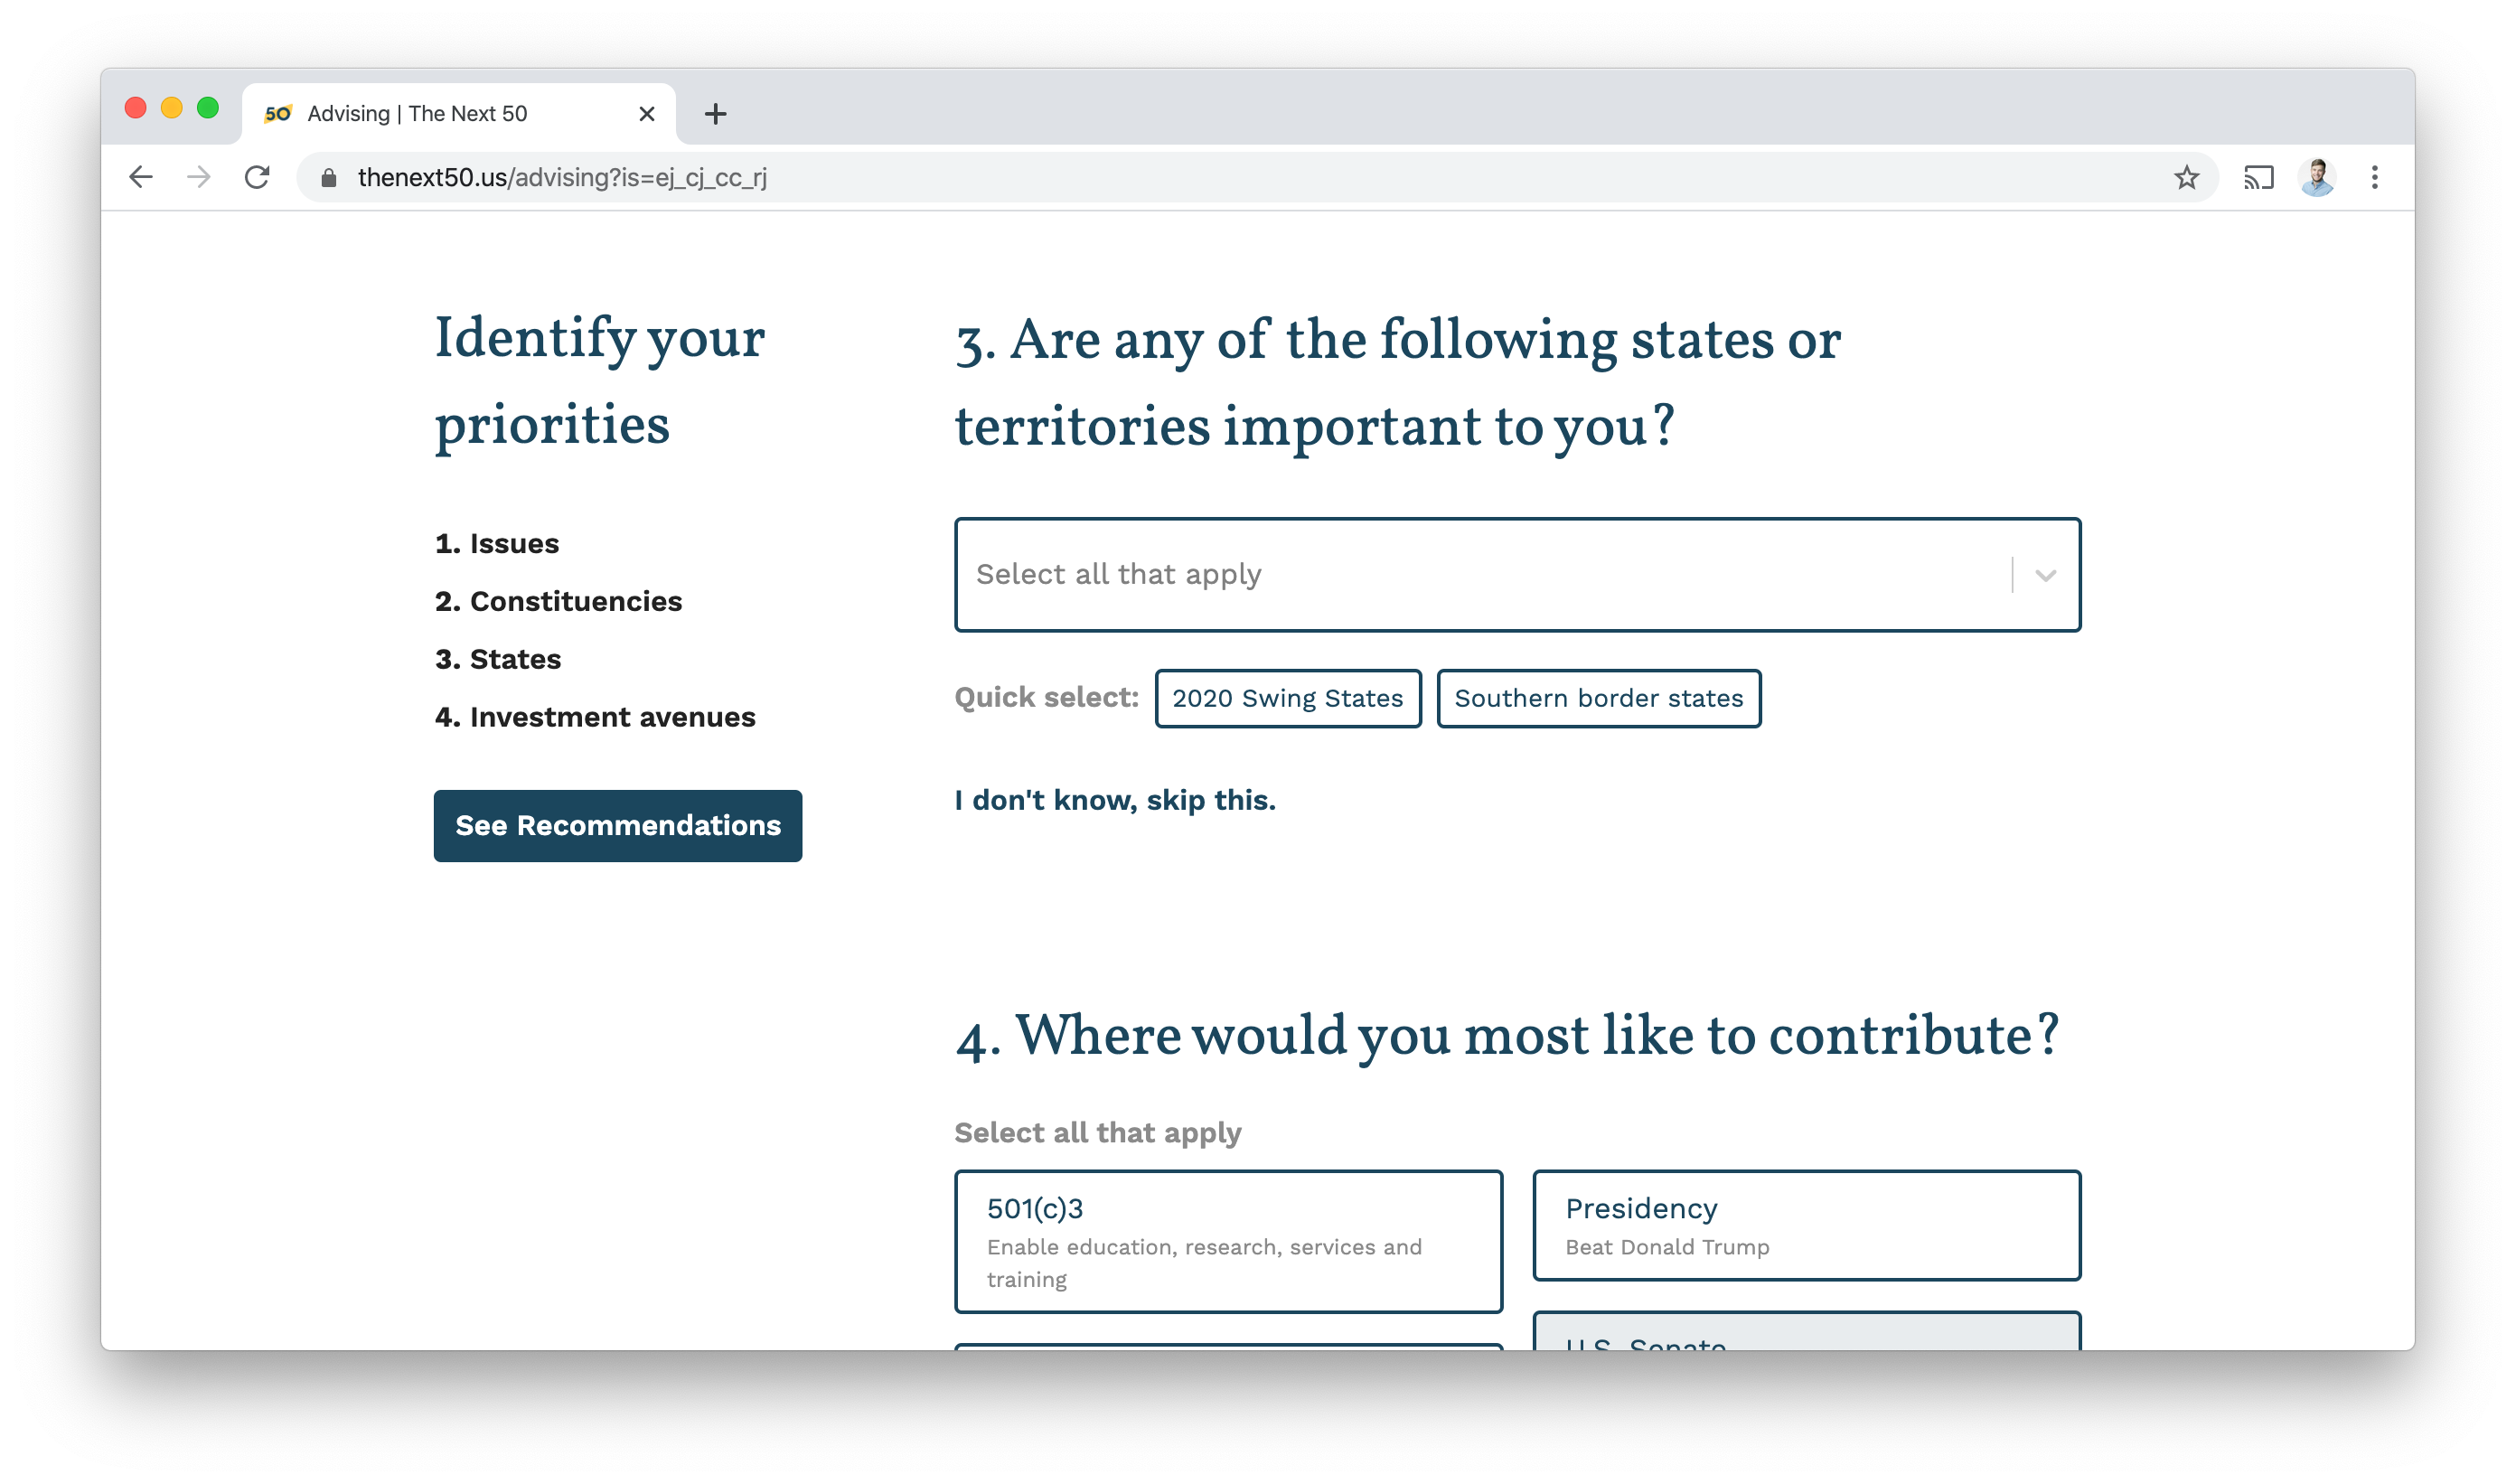 50 Advising | The Next 50
thenext50.us/advising?is=ej_cj_cc_rj
Identify your
priorities
1. Issues
2. Constituencies
3. States
4. Investment avenues
See Recommendations
3. Are any of the following states or
territories important to you?
Select all that apply
Quick select: 2020 Swing States Southern border states
I don't know, skip this.
4. Where would you most like to contribute?
Select all that apply
501(c)3
Enable education, research, services and
training
Presidency
Beat Donald Trump
U.S. Senate